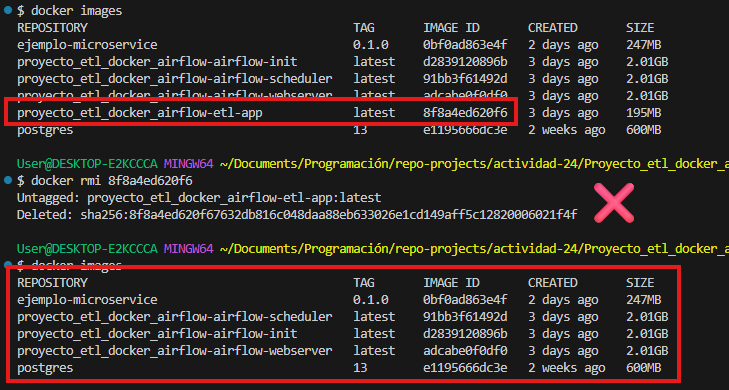 $ docker images
REPOSITORY TAG IMAGE ID CREATED SIZE
ejemplo-microservice 0.1.0 0bf0ad863e4f 2 days ago 247MB
proyecto_etl_docker_airflow-airflow-init latest d2839120896b 3 days ago 2.01GB
proyecto_etl_docker_airflow-airflow-scheduler latest 91bb3f61492d 3 days ago 2.01GB
proyecto_etl_docker_airflow-airflow-webserver latest adcabe0f0df0 3 days ago 2.01GB
proyecto_etl_docker_airflow-etl-app latest 8f8a4ed620f6 3 days ago 195MB
postgres 13 e1195666dc3e 2 weeks ago 600MB
User@DESKTOP-E2KCCCA MINGW64 ~/Documents/Programación/repo-projects/actividad-24/Proyecto_etl_docker_a
$ docker rmi 8f8a4ed620f6
Untagged: proyecto_etl_docker_airflow-etl-app:latest
Deleted: sha256:8f8a4ed620f67632db816c048daa88eb633026e1cd149aff5c12820006021f4f
User@DESKTOP-E2KCCCA MINGW64 ~/Documents/Programación/repo-projects/actividad-24/Proyecto_etl_docker_a
$ docker images
REPOSITORY TAG IMAGE ID CREATED SIZE
ejemplo-microservice 0.1.0 0bf0ad863e4f 2 days ago 247MB
proyecto_etl_docker_airflow-airflow-scheduler latest 91bb3f61492d 3 days ago 2.01GB
proyecto_etl_docker_airflow-airflow-init latest d2839120896b 3 days ago 2.01GB
proyecto_etl_docker_airflow-airflow-webserver latest adcabe0f0df0 3 days ago 2.01GB
postgres 13 e1195666dc3e 2 weeks ago 600MB